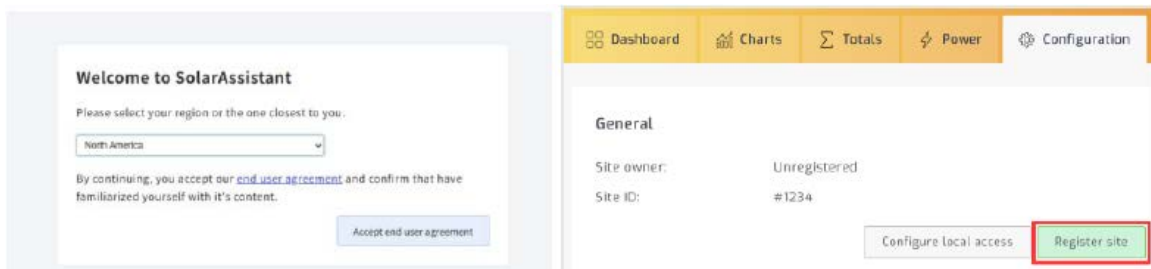 Welcome to SolarAssistant
Please select your region or the one closest to you.
North America
By continuing, you accept our end user agreement and confirm that have
familiarized yourself with it's content.
Accept end user agreement
Dashboard
Charts
Totals
Power
Configuration
General
Site owner: Unregistered
Site ID: #1234
Configure local access
Register site